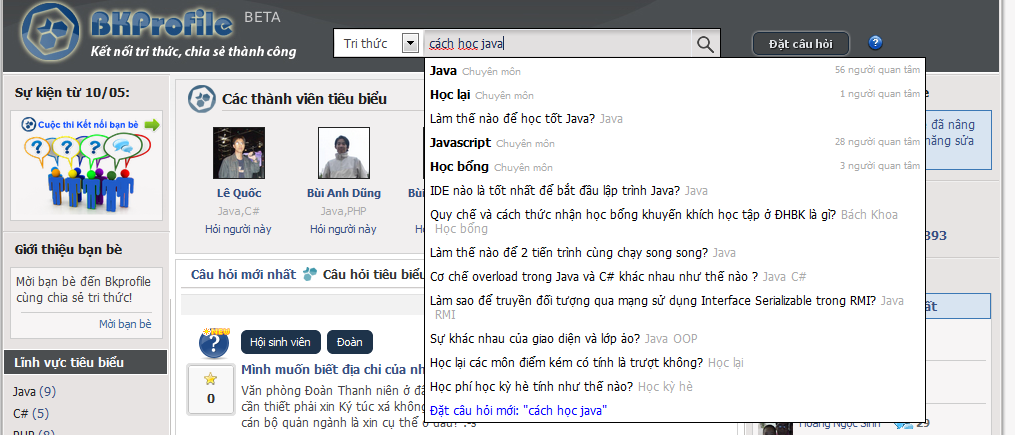 BKProfile BETA
Kết nối tri thức, chia sẻ thành công
Tri thức
cách học java
Đặt câu hỏi
?
Sự kiện từ 10/05:
Cuộc thi Kết nối bạn bè
Giới thiệu bạn bè
Mời bạn bè đến Bkprofile
cùng chia sẻ tri thức!
Mời bạn bè
Lĩnh vực tiêu biểu
Java (9)
C# (5)
PHP
Các thành viên tiêu biểu
Lê Quốc
Java,C#
Hỏi người này
Bùi Anh Dũng
Java,PHP
Hỏi người này
Câu hỏi mới nhất
Câu hỏi tiêu biểu
NEW
Hội sinh viên
Đoàn
0
Mình muốn biết địa chỉ của
Văn phòng Đoàn Thanh niên ở
cần thiết phải xin Ký túc xá không
cán bộ quản ngành là xin cụ thể ở đâu?
Java Chuyên môn 56 người quan tâm
Học lại Chuyên môn 1 người quan tâm
Làm thế nào để học tốt Java? Java
Javascript Chuyên môn 28 người quan tâm
Học bổng Chuyên môn 3 người quan tâm
IDE nào là tốt nhất để bắt đầu lập trình Java? Java
Quy chế và cách thức nhận học bổng khuyến khích học tập ở ĐHBK là gì? Bách Khoa
Học bổng
Làm thế nào để 2 tiến trình cùng chạy song song? Java
Cơ chế overload trong Java và C# khác nhau như thế nào ? Java C#
Làm sao để truyền đối tượng qua mạng sử dụng Interface Serializable trong RMI? Java
RMI
Sự khác nhau của giao diện và lớp ảo? Java OOP
Học lại các môn điểm kém có tính là trượt không? Học lại
Học phí học kỳ hè tính như thế nào? Học kỳ hè
Đặt câu hỏi mới: "cách học java"
đã nâng
năng sửa
393
Hoàng Ngọc Sinh
29